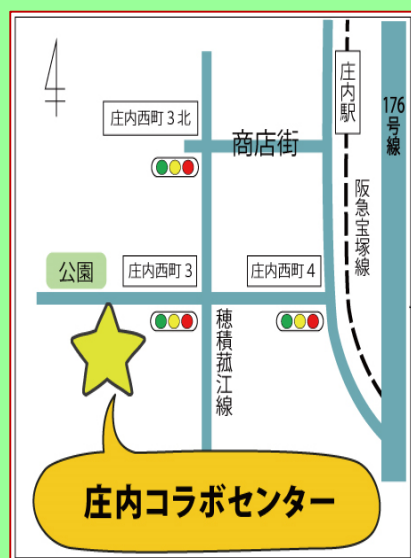 庄内西町3北
商店街
庄内駅
176号線
阪急宝塚線
公園
庄内西町3
庄内西町4
穂積菰江線
庄内コラボセンター